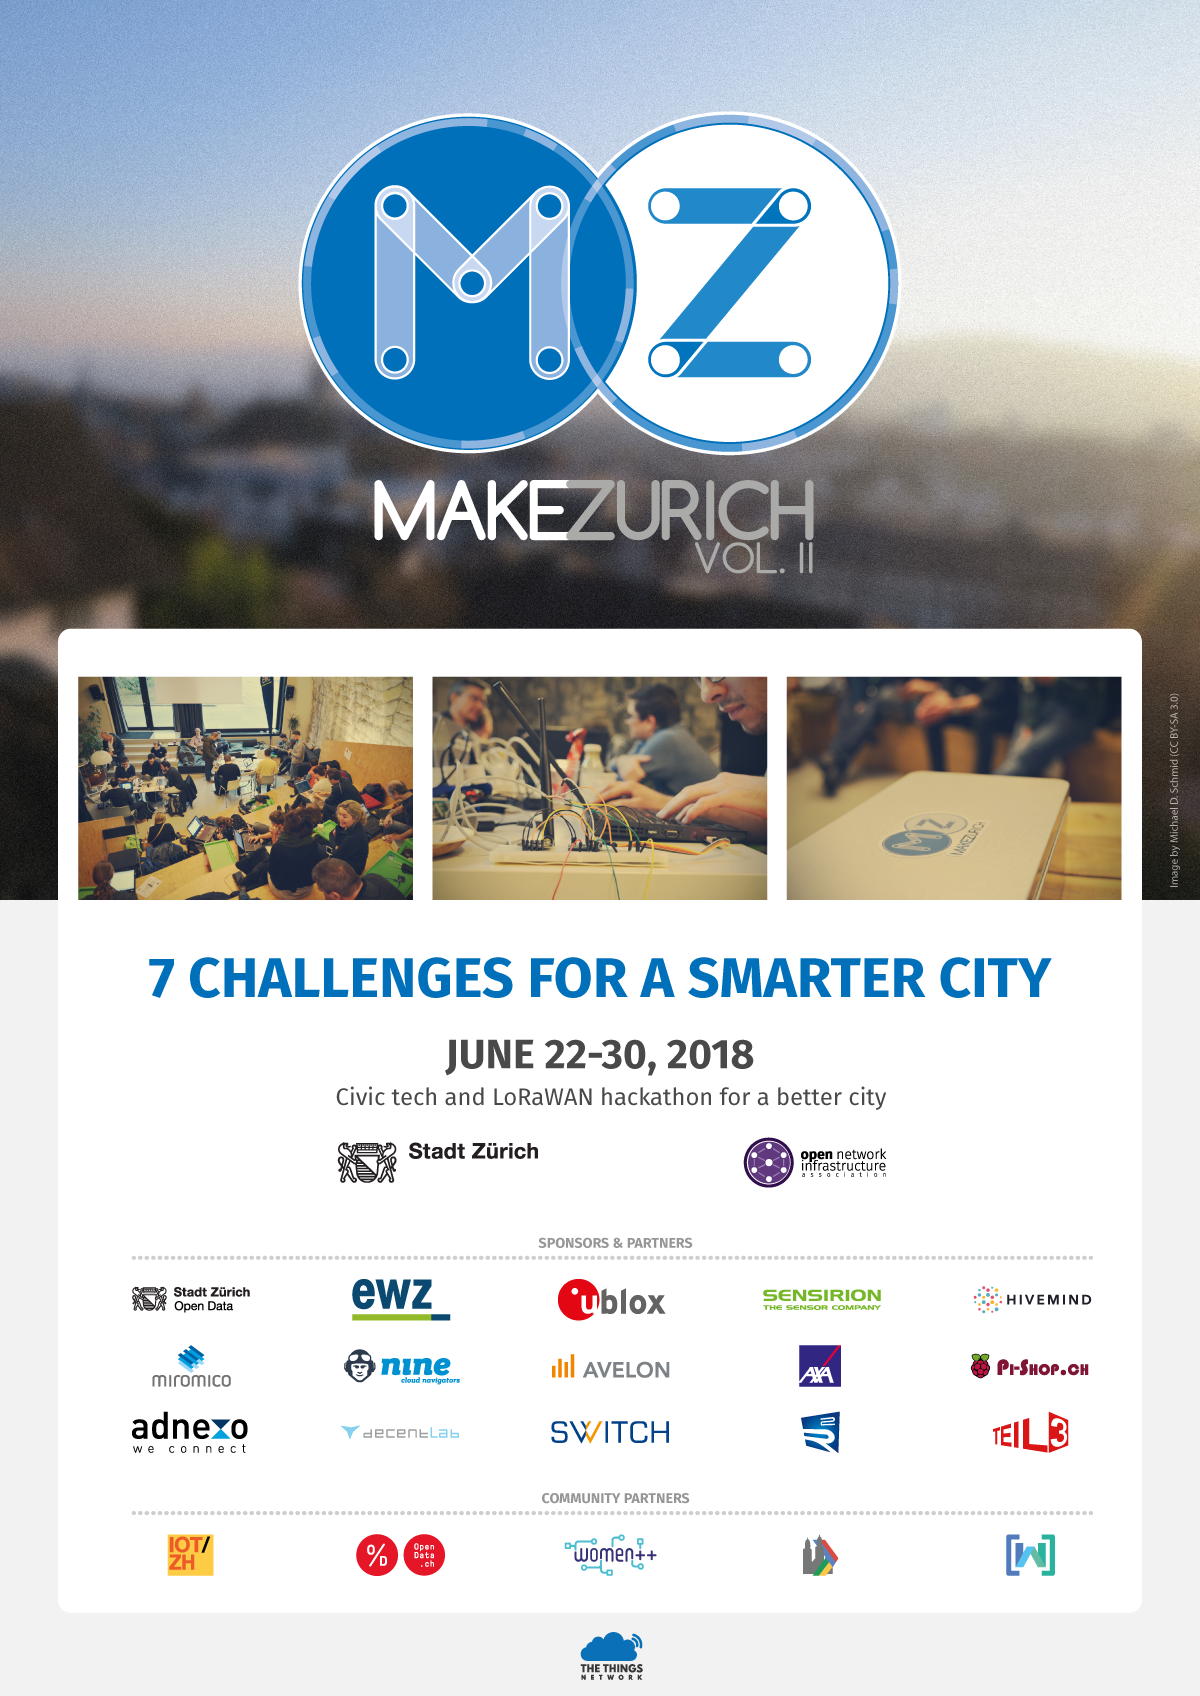 MZ
MAKEZURICH
VOL. II
MZ
MAKEZURICH
Image by Michael D. Schmid (CC BY-SA 3.0)
7 CHALLENGES FOR A SMARTER CITY
JUNE 22-30, 2018
Civic tech and LoRaWAN hackathon for a better city
Stadt Zürich
open network
infrastructure
association
SPONSORS & PARTNERS
Stadt Zürich
Open Data
ewz
ublox
SENSIRION
THE SENSOR COMPANY
HIVEMIND
miromico
nine
cloud navigators
AVELON
AXA
Pi-Shop.ch
adnexo
we connect
decentlab
SWITCH
TEIL3
COMMUNITY PARTNERS
IOT/
ZH
%D
Open
Data
.ch
women++
[W]
THE THINGS
NETWORK